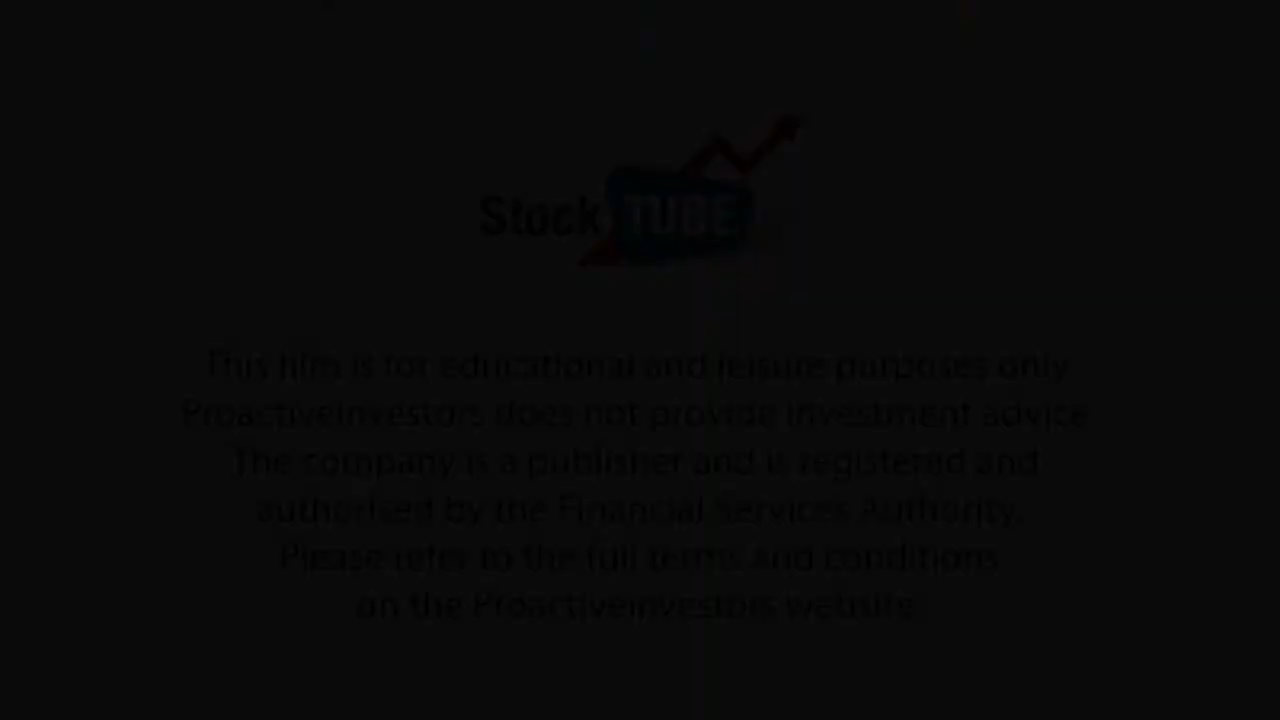 Stock TUBE
This film is for educational and leisure purposes only
ProactiveInvestors does not provide investment advice
The company is a publisher and is registered and
authorised by the Financial Services Authority.
Please refer to the full terms and conditions
on the ProactiveInvestors website.